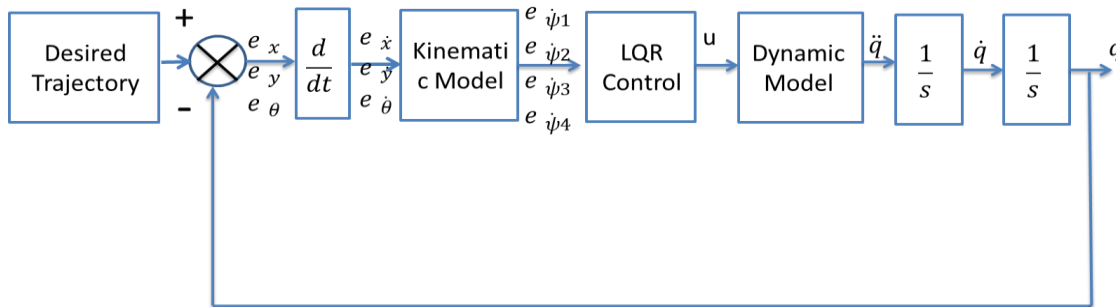 Desired
Trajectory
+
−
e x
e y
e θ
d
dt
e ẋ
e ẏ
e θ̇
Kinemati
c Model
e ψ̇1
e ψ̇2
e ψ̇3
e ψ̇4
LQR
Control
u
Dynamic
Model
q̈
1
s
q̇
1
s
q